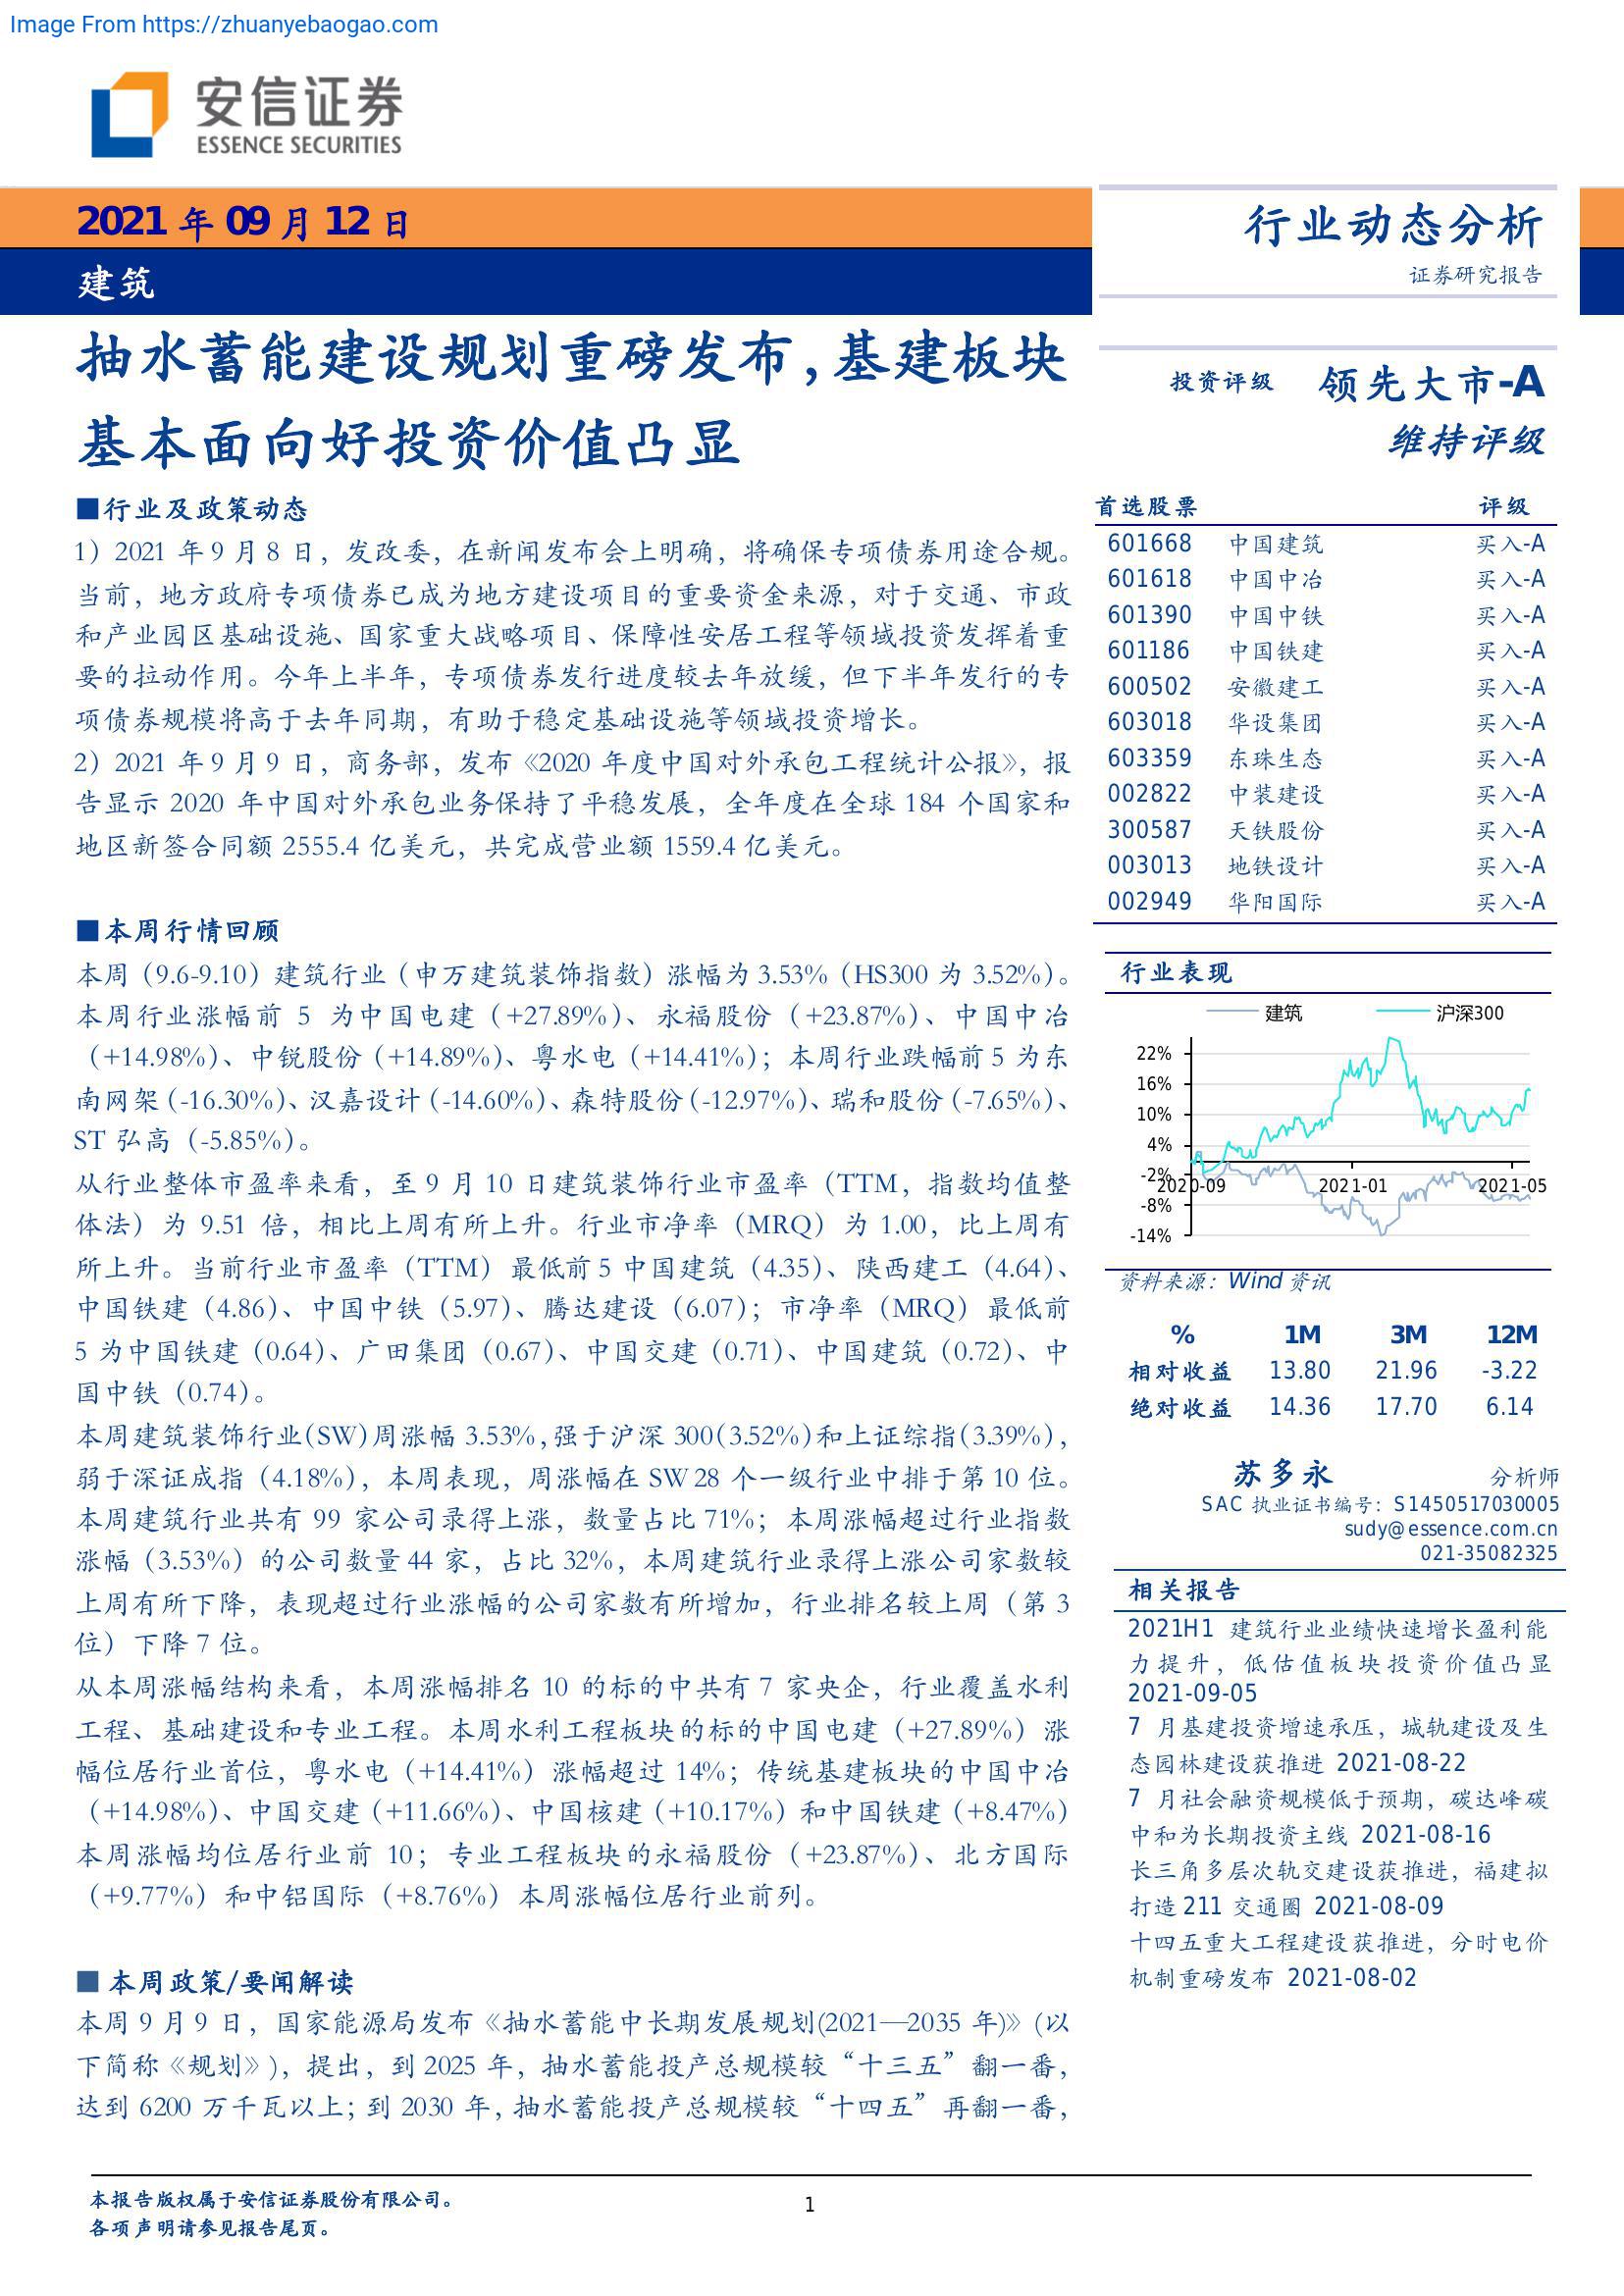 Image From https://zhuanyebaogao.com
安信证券
ESSENCE SECURITIES
2021 年 09 月 12 日
建筑
行业动态分析
证券研究报告
抽水蓄能建设规划重磅发布,基建板块
基本面向好投资价值凸显
■行业及政策动态
1）2021 年 9 月 8 日，发改委，在新闻发布会上明确，将确保专项债券用途合规。
当前，地方政府专项债券已成为地方建设项目的重要资金来源，对于交通、市政
和产业园区基础设施、国家重大战略项目、保障性安居工程等领域投资发挥着重
要的拉动作用。今年上半年，专项债券发行进度较去年放缓，但下半年发行的专
项债券规模将高于去年同期，有助于稳定基础设施等领域投资增长。
2）2021 年 9 月 9 日，商务部，发布《2020 年度中国对外承包工程统计公报》，报
告显示 2020 年中国对外承包业务保持了平稳发展，全年度在全球 184 个国家和
地区新签合同额 2555.4 亿美元，共完成营业额 1559.4 亿美元。
■本周行情回顾
本周（9.6-9.10）建筑行业（申万建筑装饰指数）涨幅为 3.53%（HS300 为 3.52%）。
本周行业涨幅前 5 为中国电建（+27.89%）、永福股份（+23.87%）、中国中冶
（+14.98%）、中锐股份（+14.89%）、粤水电（+14.41%）；本周行业跌幅前 5 为东
南网架（-16.30%）、汉嘉设计（-14.60%）、森特股份（-12.97%）、瑞和股份（-7.65%）、
ST 弘高（-5.85%）。
从行业整体市盈率来看，至 9 月 10 日建筑装饰行业市盈率（TTM，指数均值整
体法）为 9.51 倍，相比上周有所上升。行业市净率（MRQ）为 1.00，比上周有
所上升。当前行业市盈率（TTM）最低前 5 中国建筑（4.35）、陕西建工（4.64）、
中国铁建（4.86）、中国中铁（5.97）、腾达建设（6.07）；市净率（MRQ）最低前
5 为中国铁建（0.64）、广田集团（0.67）、中国交建（0.71）、中国建筑（0.72）、中
国中铁（0.74）。
本周建筑装饰行业(SW)周涨幅 3.53%,强于沪深 300(3.52%)和上证综指(3.39%)，
弱于深证成指（4.18%），本周表现，周涨幅在 SW 28 个一级行业中排于第 10 位。
本周建筑行业共有 99 家公司录得上涨，数量占比 71%；本周涨幅超过行业指数
涨幅（3.53%）的公司数量 44 家，占比 32%，本周建筑行业录得上涨公司家数较
上周有所下降，表现超过行业涨幅的公司家数有所增加，行业排名较上周（第 3
位）下降 7 位。
从本周涨幅结构来看，本周涨幅排名 10 的标的中共有 7 家央企，行业覆盖水利
工程、基础建设和专业工程。本周水利工程板块的标的中国电建（+27.89%）涨
幅位居行业首位，粤水电（+14.41%）涨幅超过 14%；传统基建板块的中国中冶
（+14.98%）、中国交建（+11.66%）、中国核建（+10.17%）和中国铁建（+8.47%）
本周涨幅均位居行业前 10；专业工程板块的永福股份（+23.87%）、北方国际
（+9.77%）和中铝国际（+8.76%）本周涨幅位居行业前列。
■ 本周政策/要闻解读
本周 9 月 9 日，国家能源局发布《抽水蓄能中长期发展规划(2021—2035 年)》(以
下简称《规划》)，提出，到 2025 年，抽水蓄能投产总规模较“十三五”翻一番，
达到 6200 万千瓦以上；到 2030 年，抽水蓄能投产总规模较“十四五”再翻一番，
投资评级 领先大市-A
维持评级
首选股票 评级
601668 中国建筑 买入-A
601618 中国中冶 买入-A
601390 中国中铁 买入-A
601186 中国铁建 买入-A
600502 安徽建工 买入-A
603018 华设集团 买入-A
603359 东珠生态 买入-A
002822 中装建设 买入-A
300587 天铁股份 买入-A
003013 地铁设计 买入-A
002949 华阳国际 买入-A
行业表现
建筑 沪深300
22%
16%
10%
4%
-2%
-8%
-14%
2020-09 2021-01 2021-05
资料来源：Wind 资讯
% 1M 3M 12M
相对收益 13.80 21.96 -3.22
绝对收益 14.36 17.70 6.14
苏多永 分析师
SAC 执业证书编号：S1450517030005
sudy@essence.com.cn
021-35082325
相关报告
2021H1 建筑行业业绩快速增长盈利能
力提升，低估值板块投资价值凸显
2021-09-05
7 月基建投资增速承压，城轨建设及生
态园林建设获推进 2021-08-22
7 月社会融资规模低于预期，碳达峰碳
中和为长期投资主线 2021-08-16
长三角多层次轨交建设获推进，福建拟
打造 211 交通圈 2021-08-09
十四五重大工程建设获推进，分时电价
机制重磅发布 2021-08-02
本报告版权属于安信证券股份有限公司。
各项声明请参见报告尾页。
1